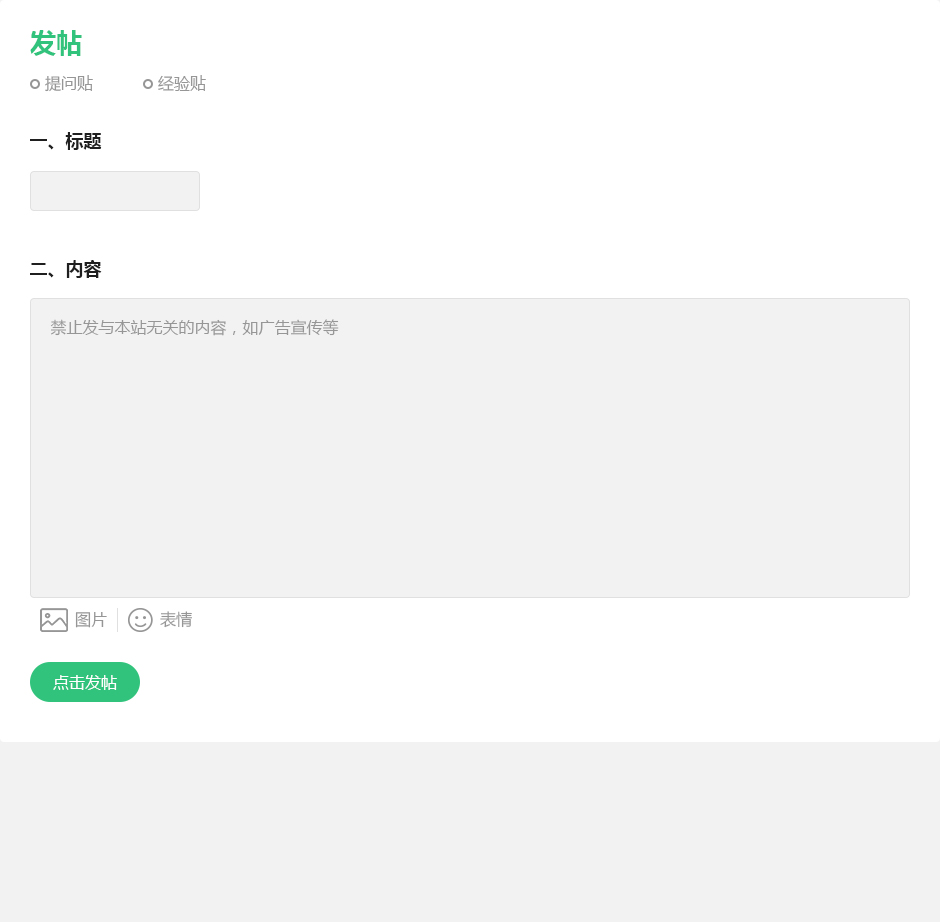 发帖
提问贴 经验贴
一、标题
二、内容
禁止发与本站无关的内容，如广告宣传等
图片 表情
点击发帖